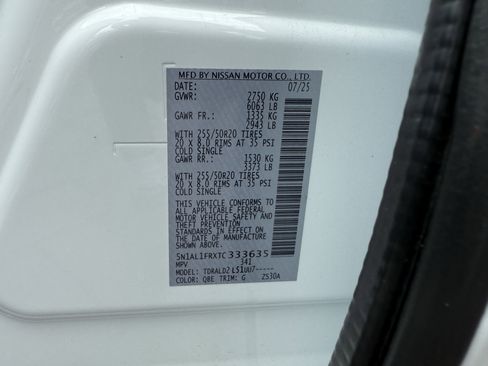 MFD BY NISSAN MOTOR CO., LTD.
DATE: 07/25
GVWR: 2750 KG
6063 LB
GAWR FR.: 1335 KG
2943 LB
WITH 255/50R20 TIRES
20 X 8.0 RIMS AT 35 PSI
COLD SINGLE
GAWR RR.: 1530 KG
3373 LB
WITH 255/50R20 TIRES
20 X 8.0 RIMS AT 35 PSI
COLD SINGLE
THIS VEHICLE CONFORMS TO
ALL APPLICABLE FEDERAL
MOTOR VEHICLE SAFETY AND
THEFT PREVENTION
STANDARDS IN EFFECT ON
THE DATE OF MANUFACTURE
SHOWN ABOVE.
5N1AL1FRXTC333635
MPV 341
MODEL: TDRALD2LS1UU7-----
COLOR: QBE TRIM: G ZS30A